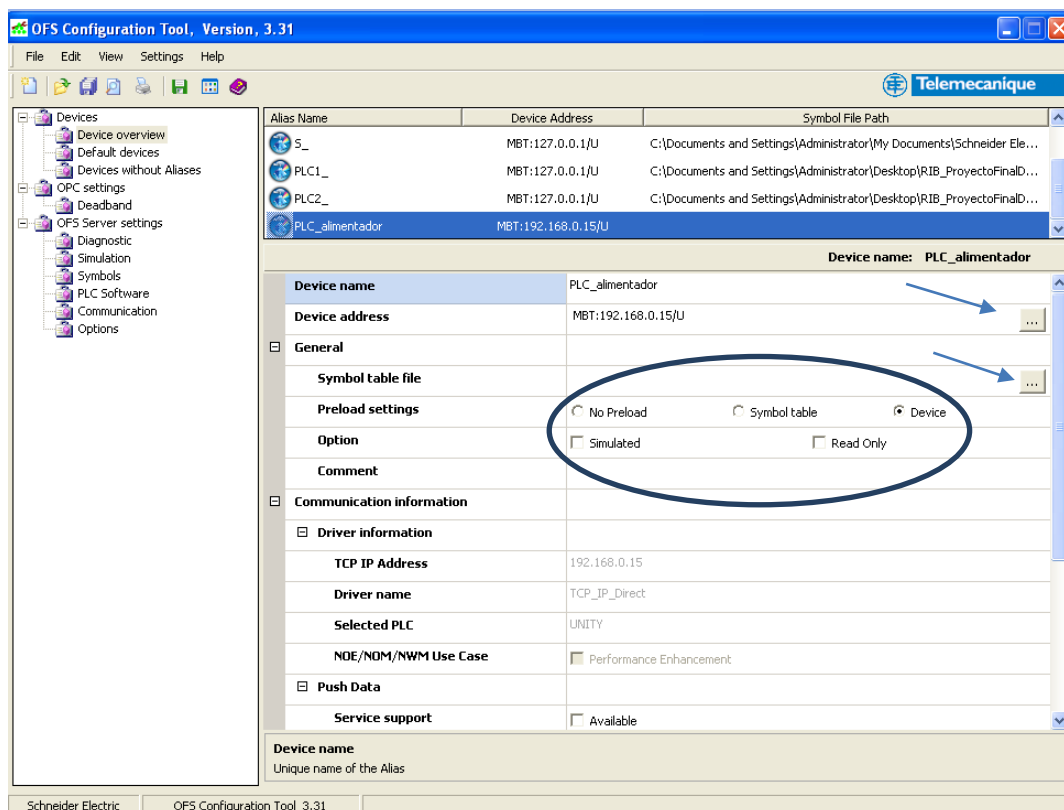 OFS Configuration Tool, Version, 3.31
File Edit View Settings Help
Telemecanique
Devices
Device overview
Default devices
Devices without Aliases
OPC settings
Deadband
OFS Server settings
Diagnostic
Simulation
Symbols
PLC Software
Communication
Options
Alias Name Device Address Symbol File Path
S_ MBT:127.0.0.1/U C:\Documents and Settings\Administrator\My Documents\Schneider Ele...
PLC1_ MBT:127.0.0.1/U C:\Documents and Settings\Administrator\Desktop\RIB_ProyectoFinalD...
PLC2_ MBT:127.0.0.1/U C:\Documents and Settings\Administrator\Desktop\RIB_ProyectoFinalD...
PLC_alimentador MBT:192.168.0.15/U
Device name: PLC_alimentador
Device name PLC_alimentador
Device address MBT:192.168.0.15/U ...
General
Symbol table file ...
Preload settings No Preload Symbol table Device
Option Simulated Read Only
Comment
Communication information
Driver information
TCP IP Address 192.168.0.15
Driver name TCP_IP_Direct
Selected PLC UNITY
NOE/NOM/NWM Use Case Performance Enhancement
Push Data
Service support Available
Device name
Unique name of the Alias
Schneider Electric OFS Configuration Tool 3.31